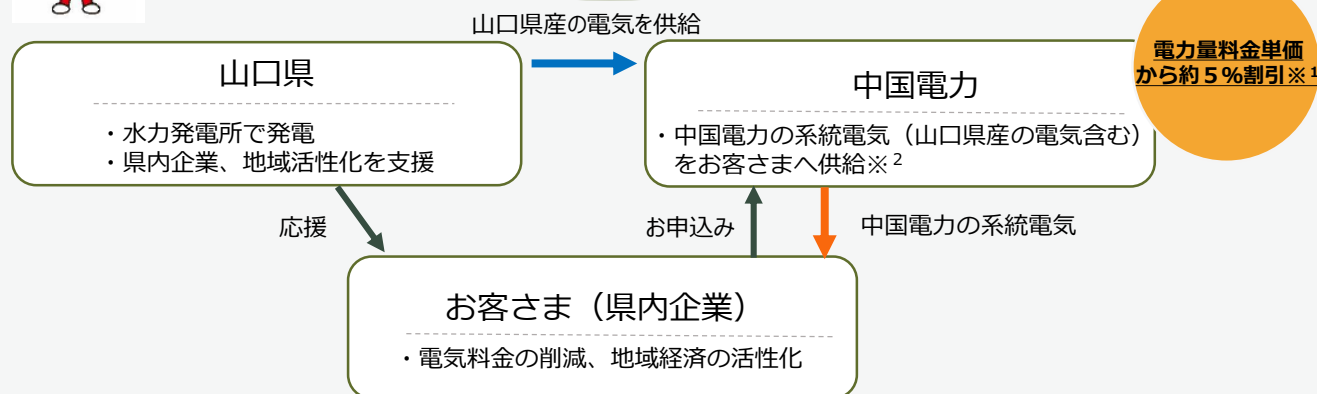 山口県産の電気を供給
電力量料金単価
から約5%割引※1
山口県
・水力発電所で発電
・県内企業、地域活性化を支援
中国電力
・中国電力の系統電気（山口県産の電気含む）
をお客さまへ供給※2
応援
お申込み
中国電力の系統電気
お客さま（県内企業）
・電気料金の削減、地域経済の活性化